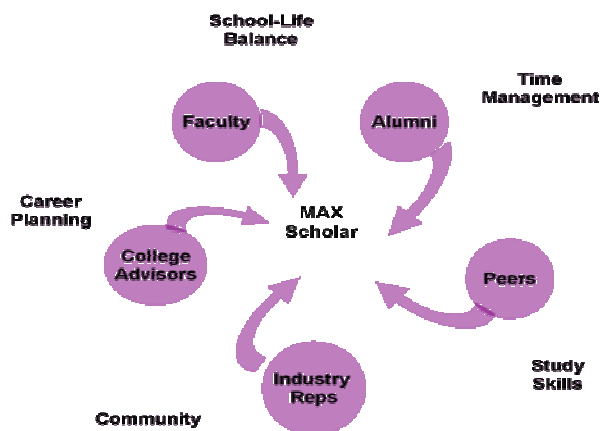 School-Life
Balance
Time
Management
Faculty
Alumni
Career
Planning
MAX
Scholar
College
Advisors
Peers
Industry
Reps
Study
Skills
Community